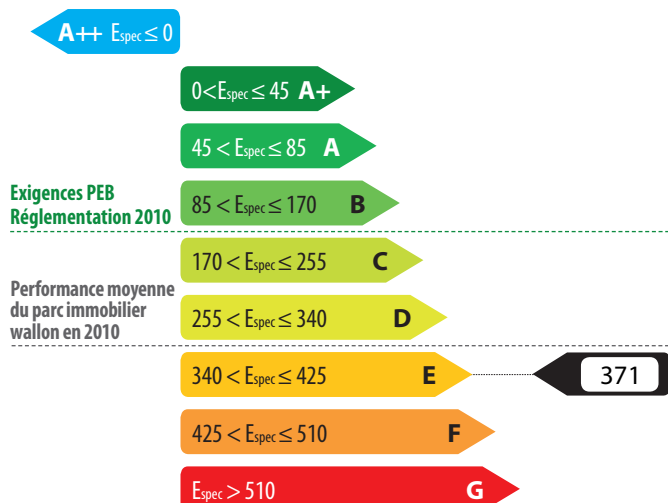 A++ Espec ≤ 0
0<Espec ≤ 45 A+
45 < Espec ≤ 85 A
Exigences PEB
Réglementation 2010
85 < Espec ≤ 170 B
170 < Espec ≤ 255 C
Performance moyenne
du parc immobilier
wallon en 2010
255 < Espec ≤ 340 D
340 < Espec ≤ 425 E 371
425 < Espec ≤ 510 F
Espec > 510 G